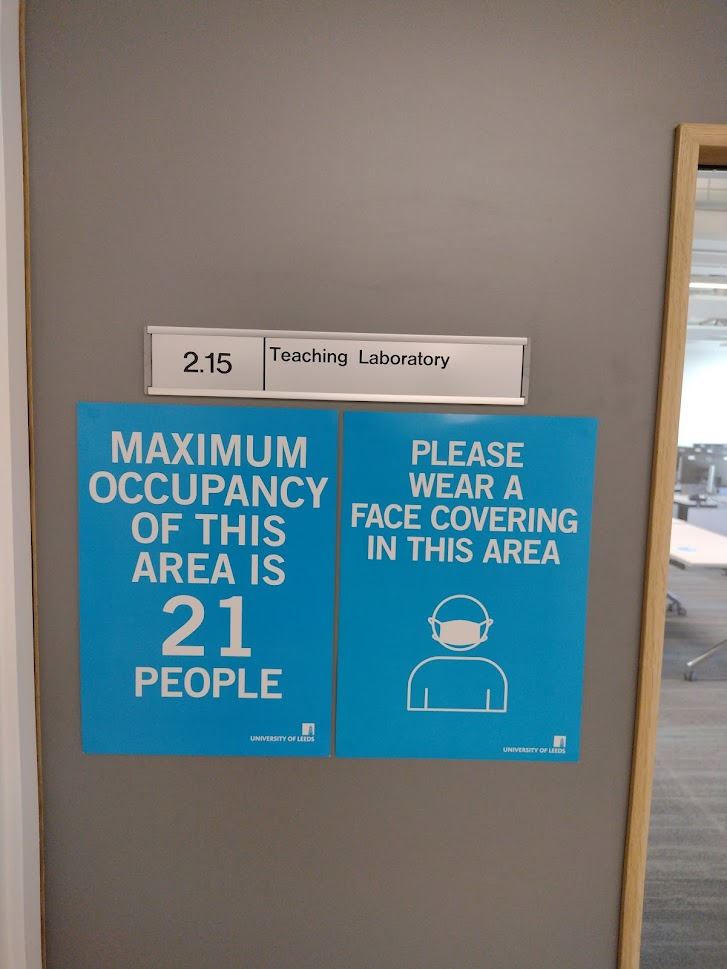 2.15
Teaching Laboratory
MAXIMUM
OCCUPANCY
OF THIS
AREA IS
21
PEOPLE
UNIVERSITY OF LEEDS
PLEASE
WEAR A
FACE COVERING
IN THIS AREA
UNIVERSITY OF LEEDS